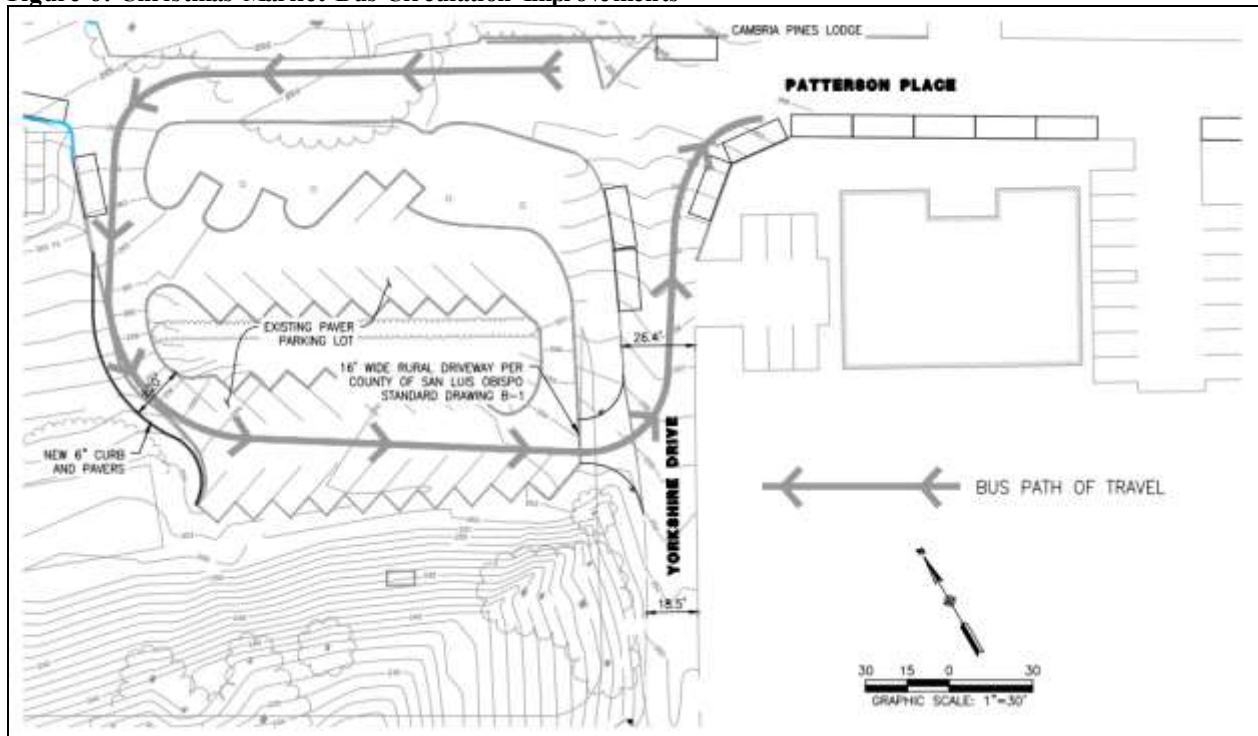 Figure 6: Christmas Market Bus Circulation Improvements
CAMBRIA PINES LODGE
PATTERSON PLACE
EXISTING PAVER
PARKING LOT
26.4'
16" WIDE RURAL DRIVEWAY PER
COUNTY OF SAN LUIS OBISPO
STANDARD DRAWING B-1
NEW 6" CURB
AND PAVERS
YORKSHIRE DRIVE
BUS PATH OF TRAVEL
18.5'
30 15 0 30
GRAPHIC SCALE: 1"=30'